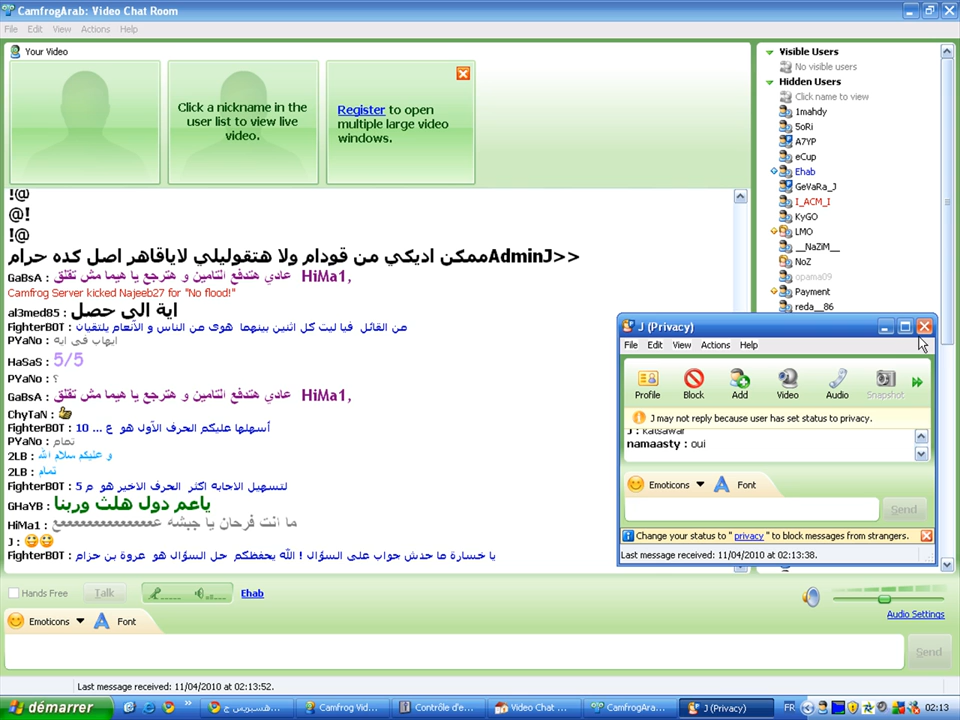 CamfrogArab: Video Chat Room
File Edit View Actions Help
Your Video
Click a nickname in the
user list to view live
video.
Register to open
multiple large video
windows.
!@
@!
!@
ممكن اديكي من قودام ولا هتقوليلي لاياقاهر اصل كده حرامAdminJ>>
GaBsA : عادي هتدفع التامين و هترجع يا هيما مش تقلق HiMa1,
Camfrog Server kicked Najeeb27 for "No flood!"
al3med85 : اية الي حصل
FighterBOT : من القائل فيا ليت كل اثنين بينهما هوى من الناس و الأنعام يلتقيان
PYaNo : ايهاب فى ايه
HaSaS : 5/5
PYaNo : ؟
GaBsA : عادي هتدفع التامين و هترجع يا هيما مش تقلق HiMa1,
ChyTaN :
FighterBOT : أسهلها عليكم الحرف الأول هو ع ... 10
PYaNo : تمام
2LB : و عليكم سلام الله
2LB : تمام
FighterBOT : لتسهيل الاجابه اكثر الحرف الاخير هو م 5
GHaYB : ياعم دول هلث وربنا
HiMa1 : ما انت فرحان يا جبشه عععععععععععععععع
J :
FighterBOT : يا خسارة ما حدش جواب على السؤال ! الله يحفظكم حل السؤال هو عروة بن حزام
Visible Users
No visible users
Hidden Users
Click name to view
1mahdy
5oRi
A7YP
eCup
Ehab
GeVaRa_J
I_ACM_I
KyGO
LMO
__NaZiM__
NoZ
opama09
Payment
reda__86
J (Privacy)
File Edit View Actions Help
Profile Block Add Video Audio Snapshot
J may not reply because user has set status to privacy.
J : katsawar
namaasty : oui
Emoticons Font
Send
Change your status to " privacy " to block messages from strangers.
Last message received: 11/04/2010 at 02:13:38.
Hands Free Talk Ehab
Audio Settings
Emoticons Font
Send
Last message received: 11/04/2010 at 02:13:52.
démarrer هسبريس ج... Camfrog Vid... Contrôle d'e... Video Chat ... CamfrogAra... J (Privacy) FR 02:13